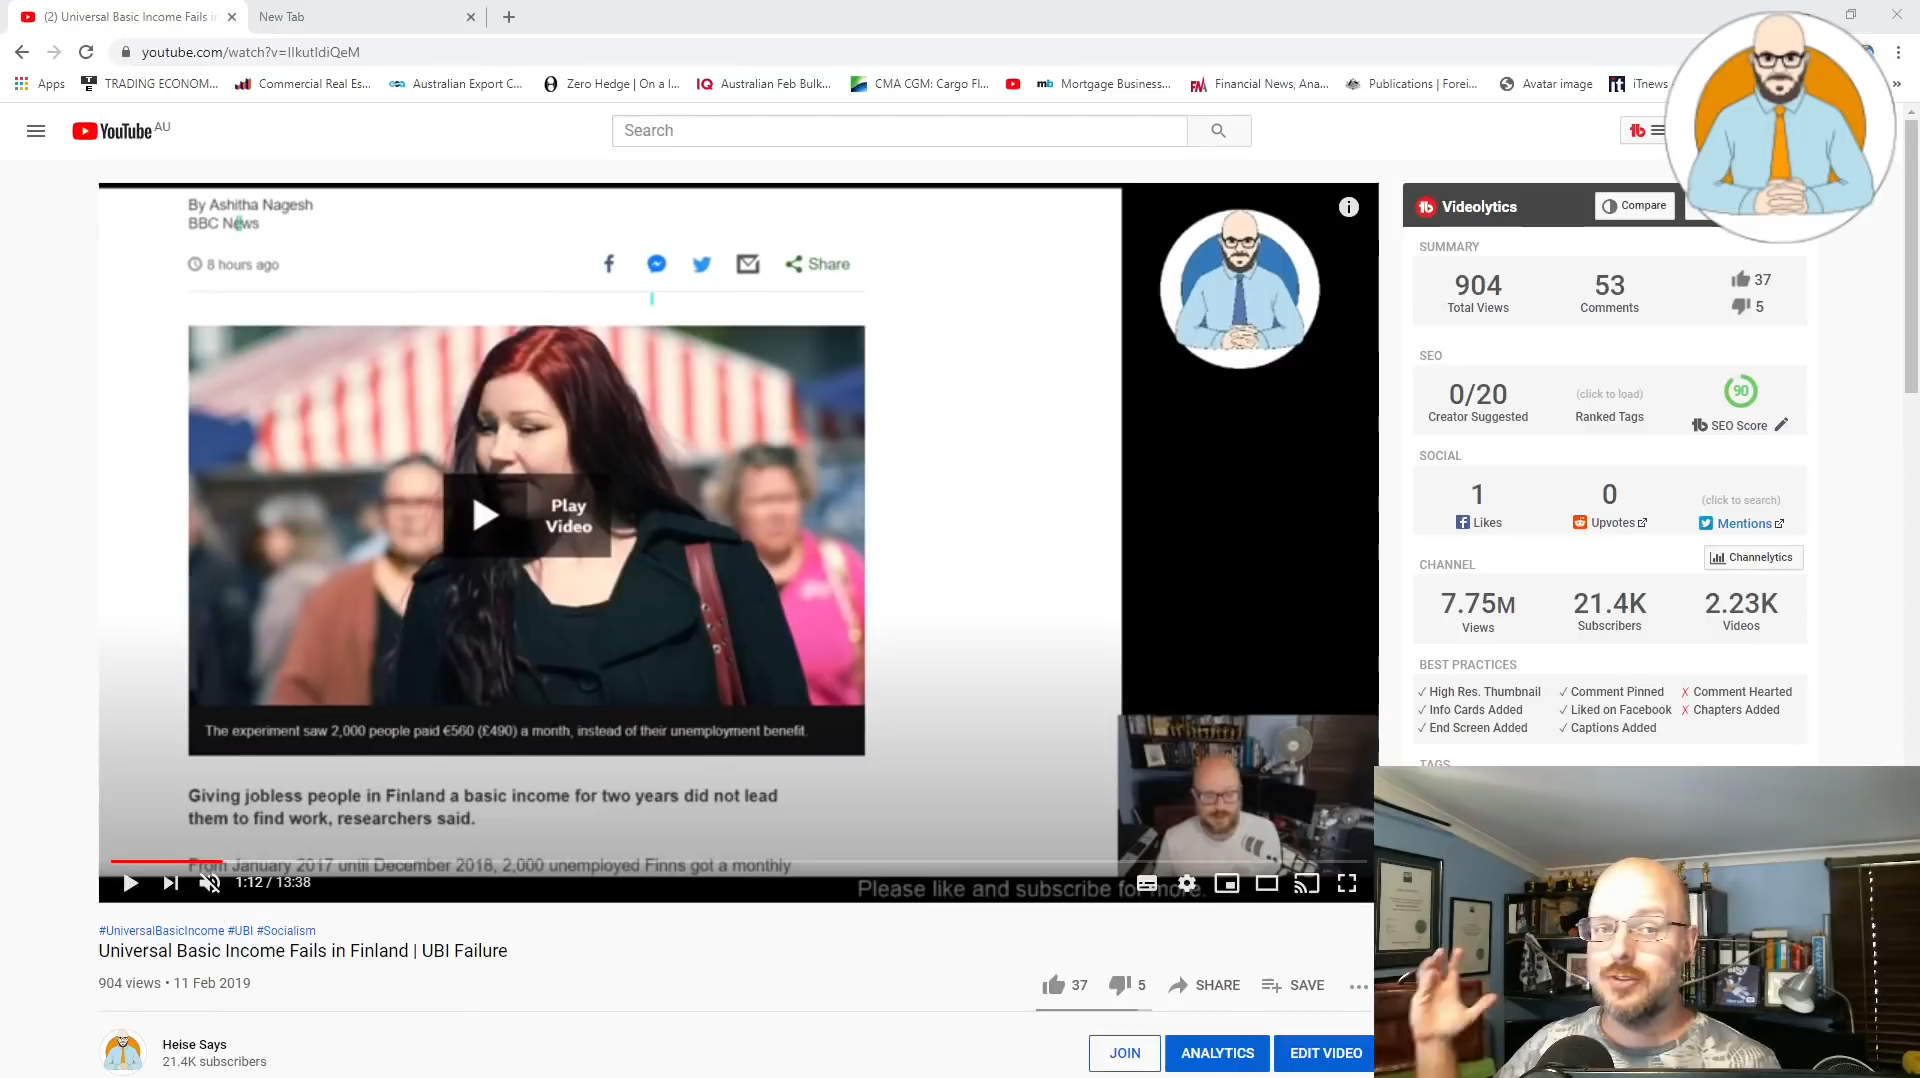 (2) Universal Basic Income Fails in
New Tab
youtube.com/watch?v=IIkutIdiQeM
Apps
TRADING ECONOM...
Commercial Real Es...
Australian Export C...
Zero Hedge | On a l...
IQ Australian Feb Bulk...
CMA CGM: Cargo Fl...
mb Mortgage Business...
FM Financial News, Ana...
Publications | Forei...
Avatar image
iT iTnews
YouTube AU
Search
By Ashitha Nagesh
BBC News
8 hours ago
Share
Play
Video
The experiment saw 2,000 people paid €560 (£490) a month, instead of their unemployment benefit.
Giving jobless people in Finland a basic income for two years did not lead
them to find work, researchers said.
From January 2017 until December 2018, 2,000 unemployed Finns got a monthly
1:12 / 13:38
Please like and subscribe for more.
#UniversalBasicIncome #UBI #Socialism
Universal Basic Income Fails in Finland | UBI Failure
904 views • 11 Feb 2019
37
5
SHARE
SAVE
Heise Says
21.4K subscribers
JOIN
ANALYTICS
EDIT VIDEO
Videolytics
Compare
SUMMARY
904
Total Views
53
Comments
37
5
SEO
0/20
Creator Suggested
(click to load)
Ranked Tags
90
SEO Score
SOCIAL
1
Likes
0
Upvotes
(click to search)
Mentions
Channelytics
CHANNEL
7.75M
Views
21.4K
Subscribers
2.23K
Videos
BEST PRACTICES
✓ High Res. Thumbnail ✓ Comment Pinned ✗ Comment Hearted
✓ Info Cards Added ✓ Liked on Facebook ✗ Chapters Added
✓ End Screen Added ✓ Captions Added
TAGS